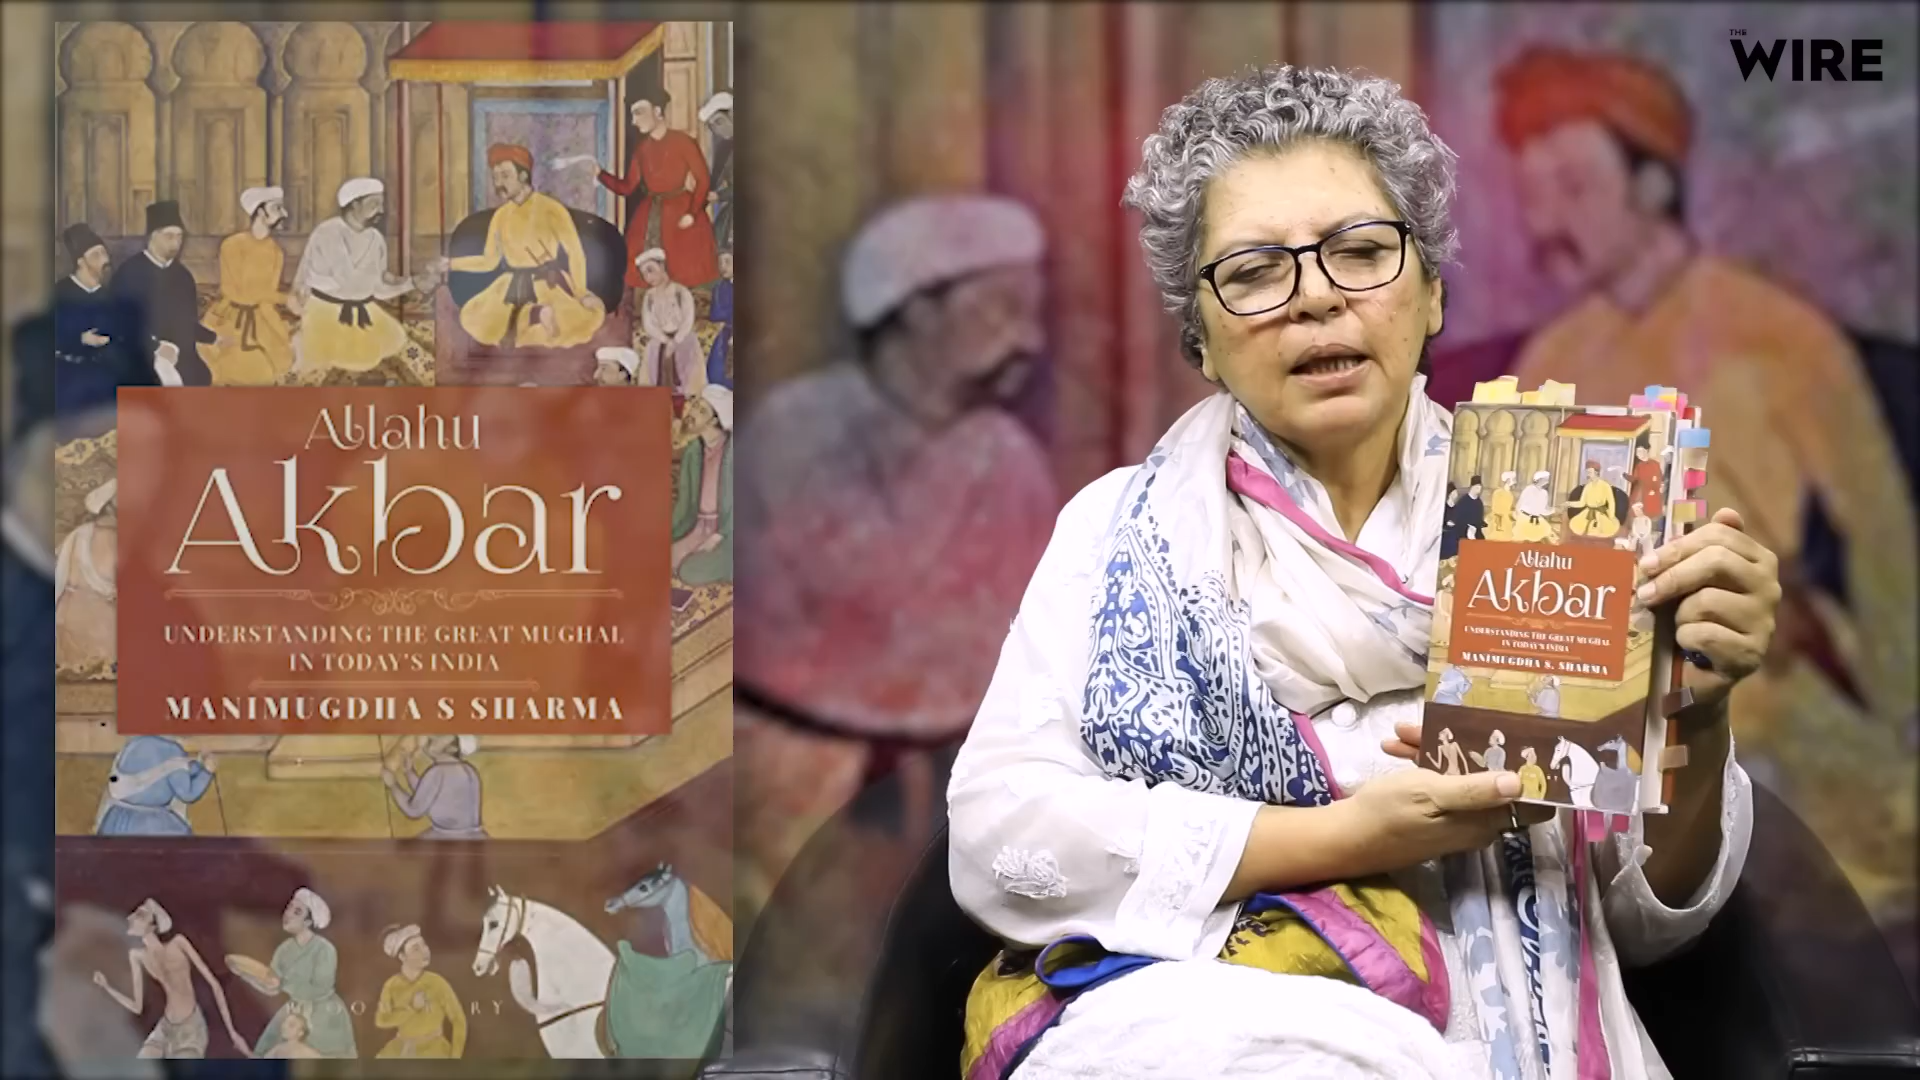 THE
WIRE
Allahu
Akbar
UNDERSTANDING THE GREAT MUGHAL
IN TODAY'S INDIA
MANIMUGDHA S SHARMA
BLOOMSBURY
Allahu
Akbar
UNDERSTANDING THE GREAT MUGHAL
IN TODAY'S INDIA
MANIMUGDHA S. SHARMA